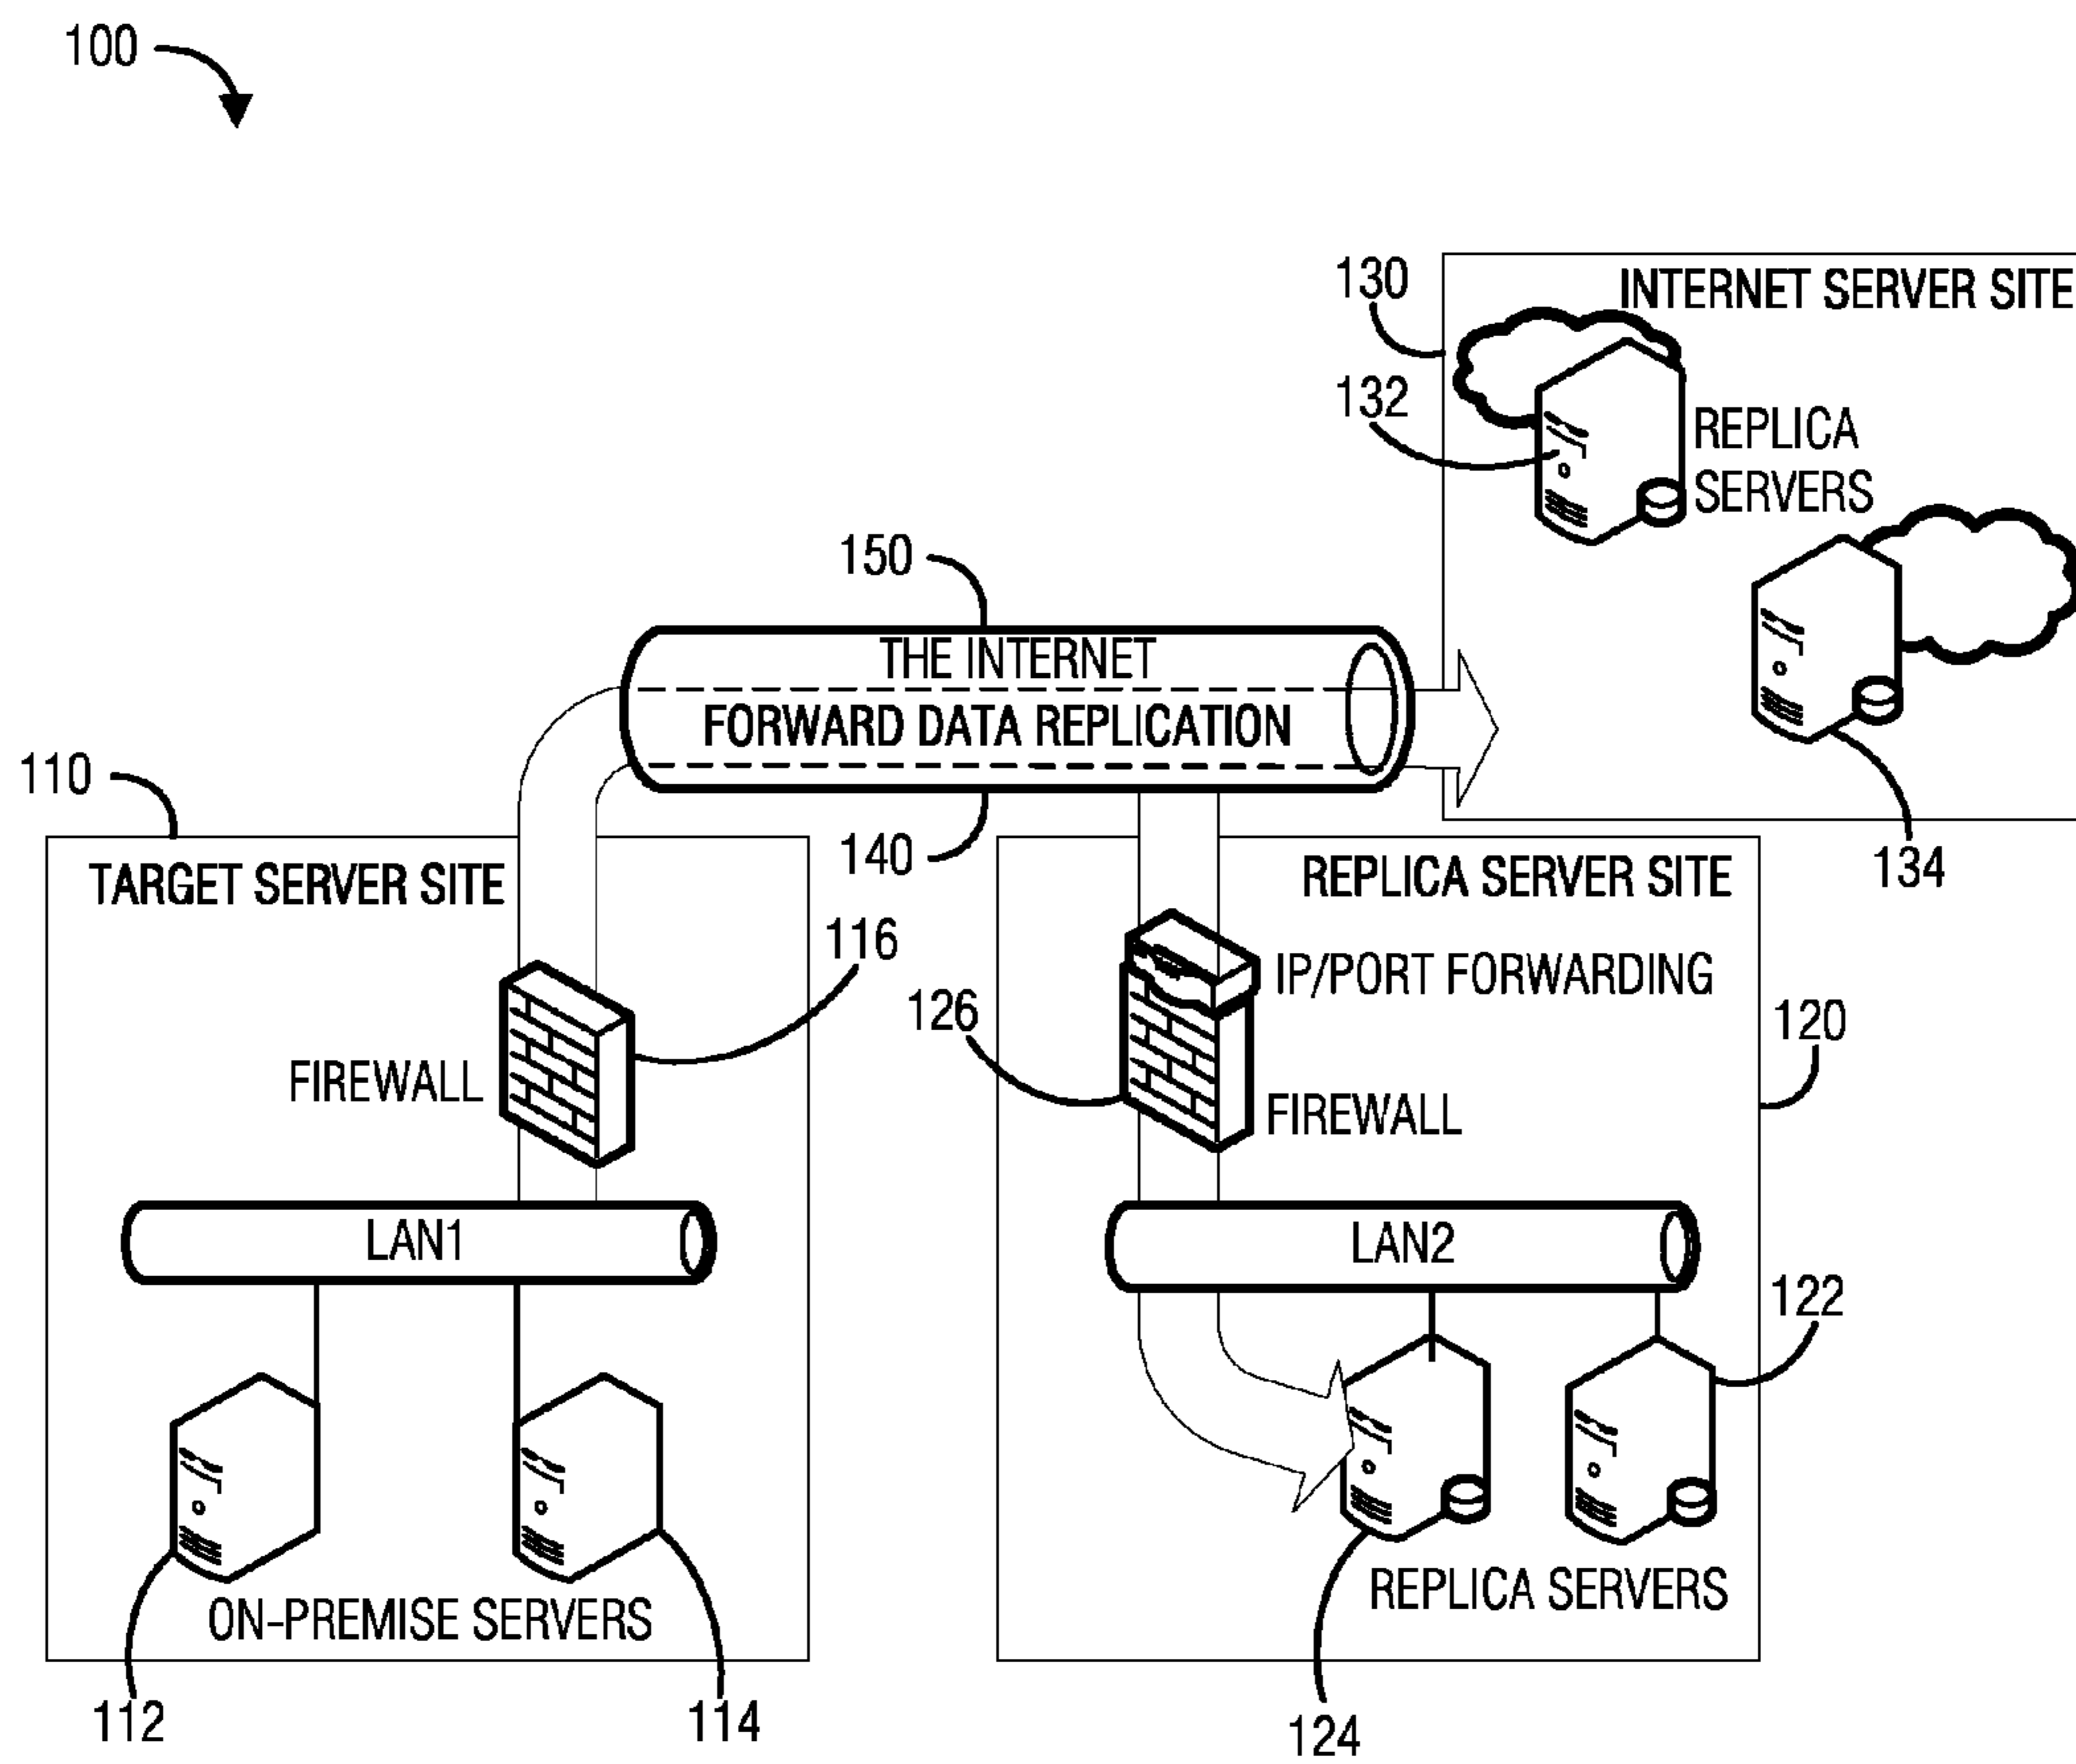 100
130
INTERNET SERVER SITE
132
REPLICA
SERVERS
150
THE INTERNET
FORWARD DATA REPLICATION
110
140
134
TARGET SERVER SITE
REPLICA SERVER SITE
116
IP/PORT FORWARDING
126
120
FIREWALL
FIREWALL
LAN1
LAN2
122
REPLICA SERVERS
ON-PREMISE SERVERS
112
114
124